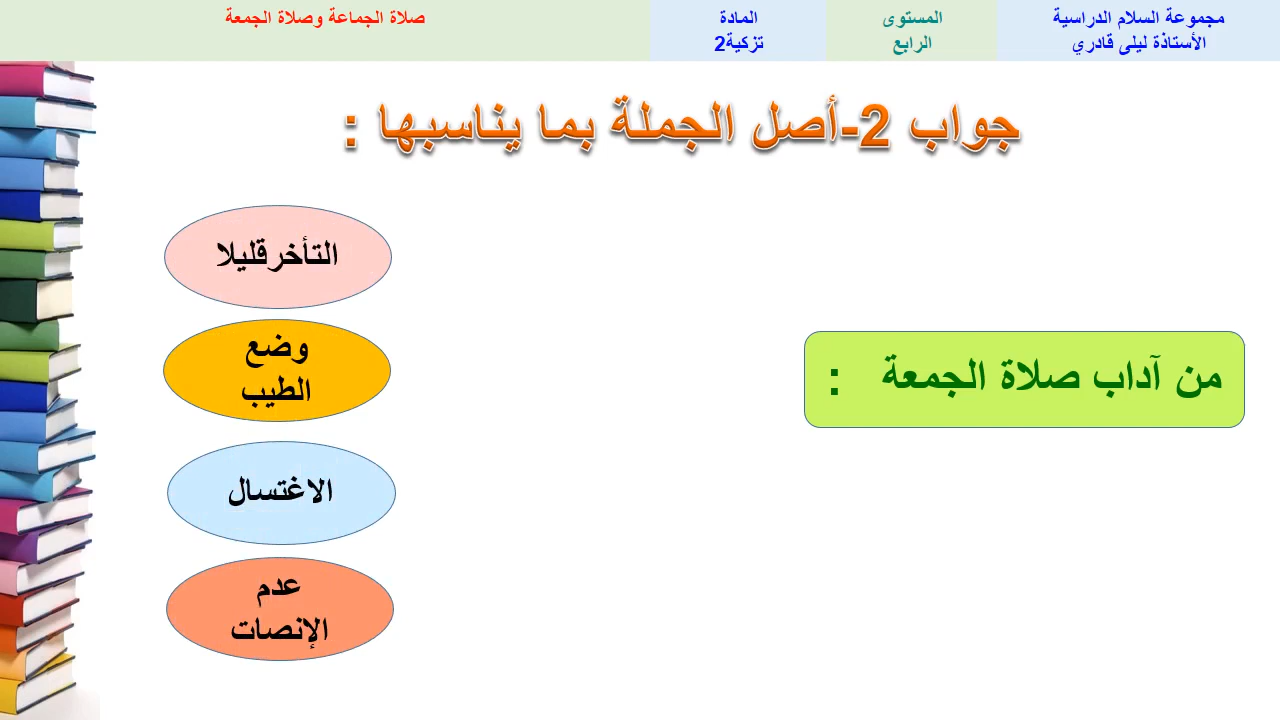 مجموعة السلام الدراسية
الأستاذة ليلى قادري
المستوى
الرابع
المادة
تزكية2
صلاة الجماعة وصلاة الجمعة
جواب 2-أصل الجملة بما يناسبها :
من آداب صلاة الجمعة :
التأخرقليلا
وضع
الطيب
الاغتسال
عدم
الإنصات